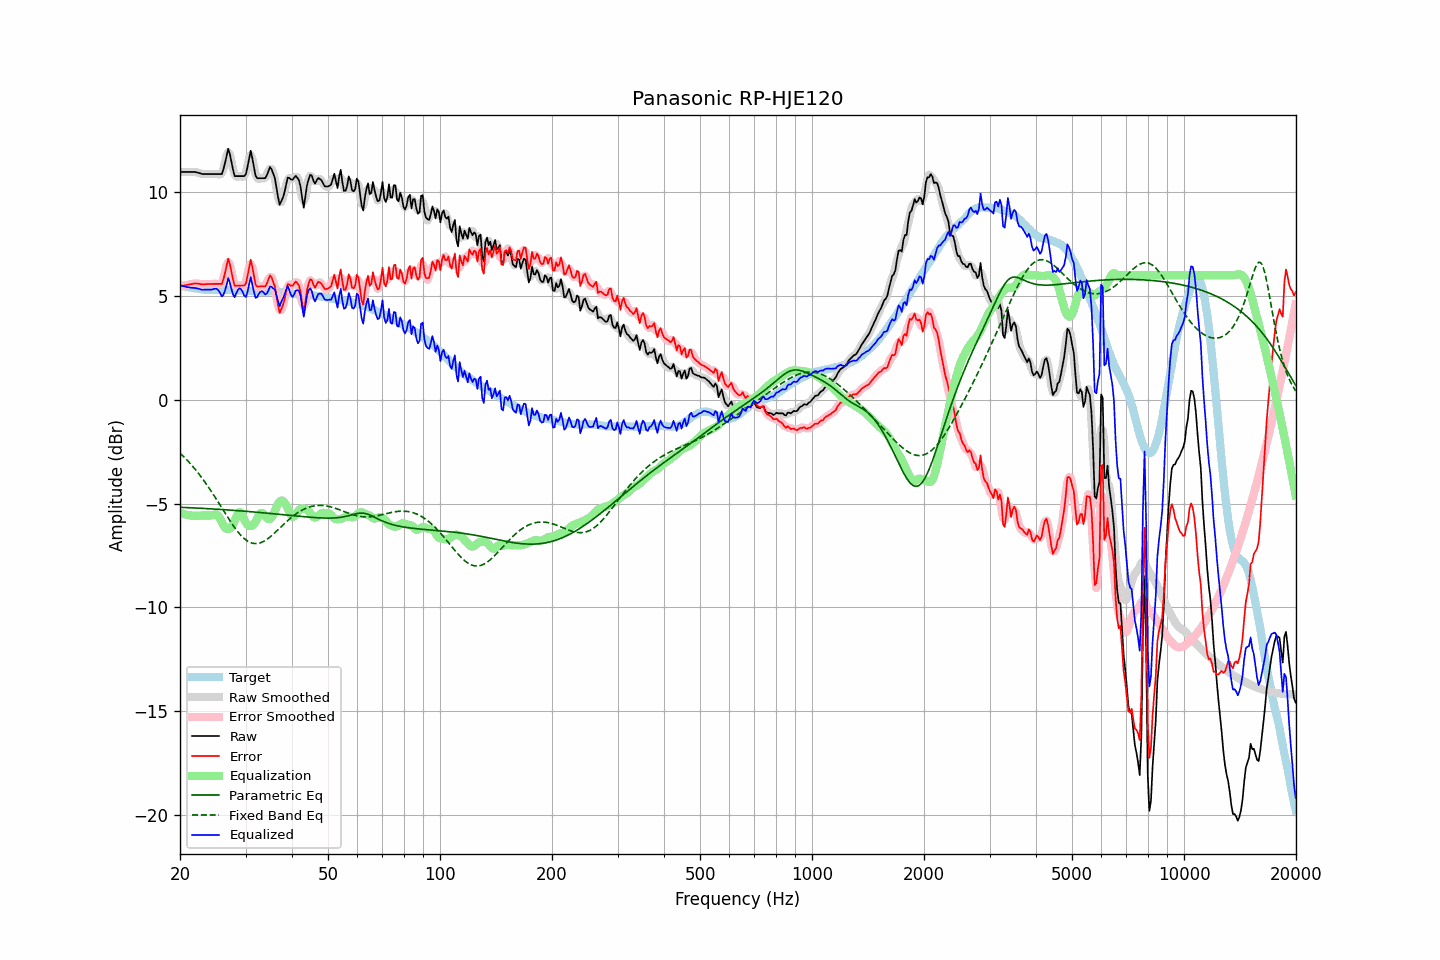 Panasonic RP-HJE120
Amplitude (dBr)
10
5
0
−5
−10
−15
−20
Target
Raw Smoothed
Error Smoothed
Raw
Error
Equalization
Parametric Eq
Fixed Band Eq
Equalized
20 50 100 200 500 1000 2000 5000 10000 20000
Frequency (Hz)